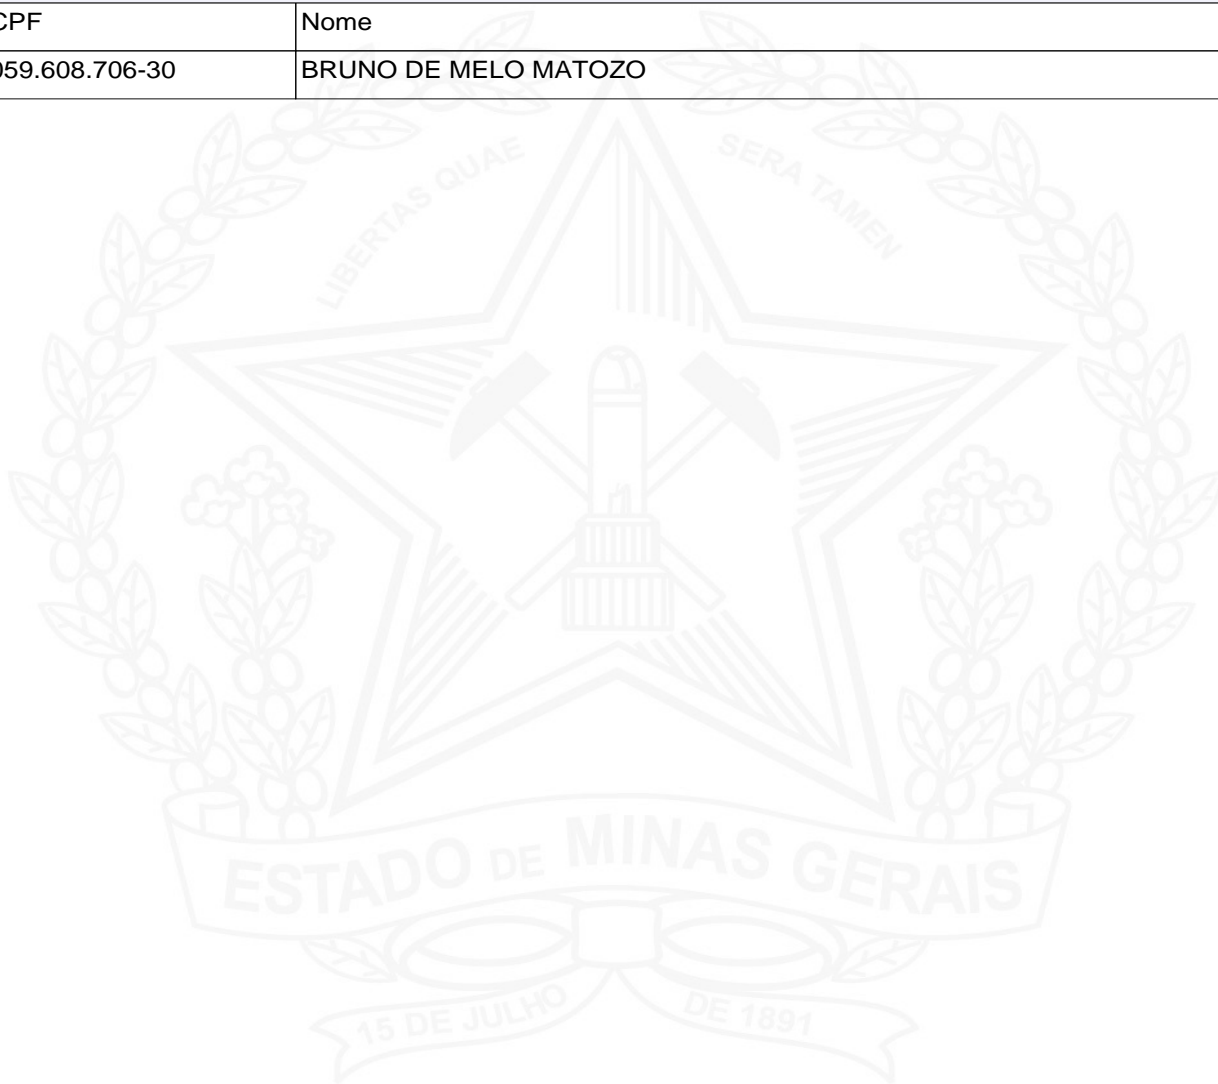 CPF Nome
059.608.706-30 BRUNO DE MELO MATOZO
LIBERTAS QUAE SERA TAMEN
ESTADO DE MINAS GERAIS
15 DE JULHO DE 1891